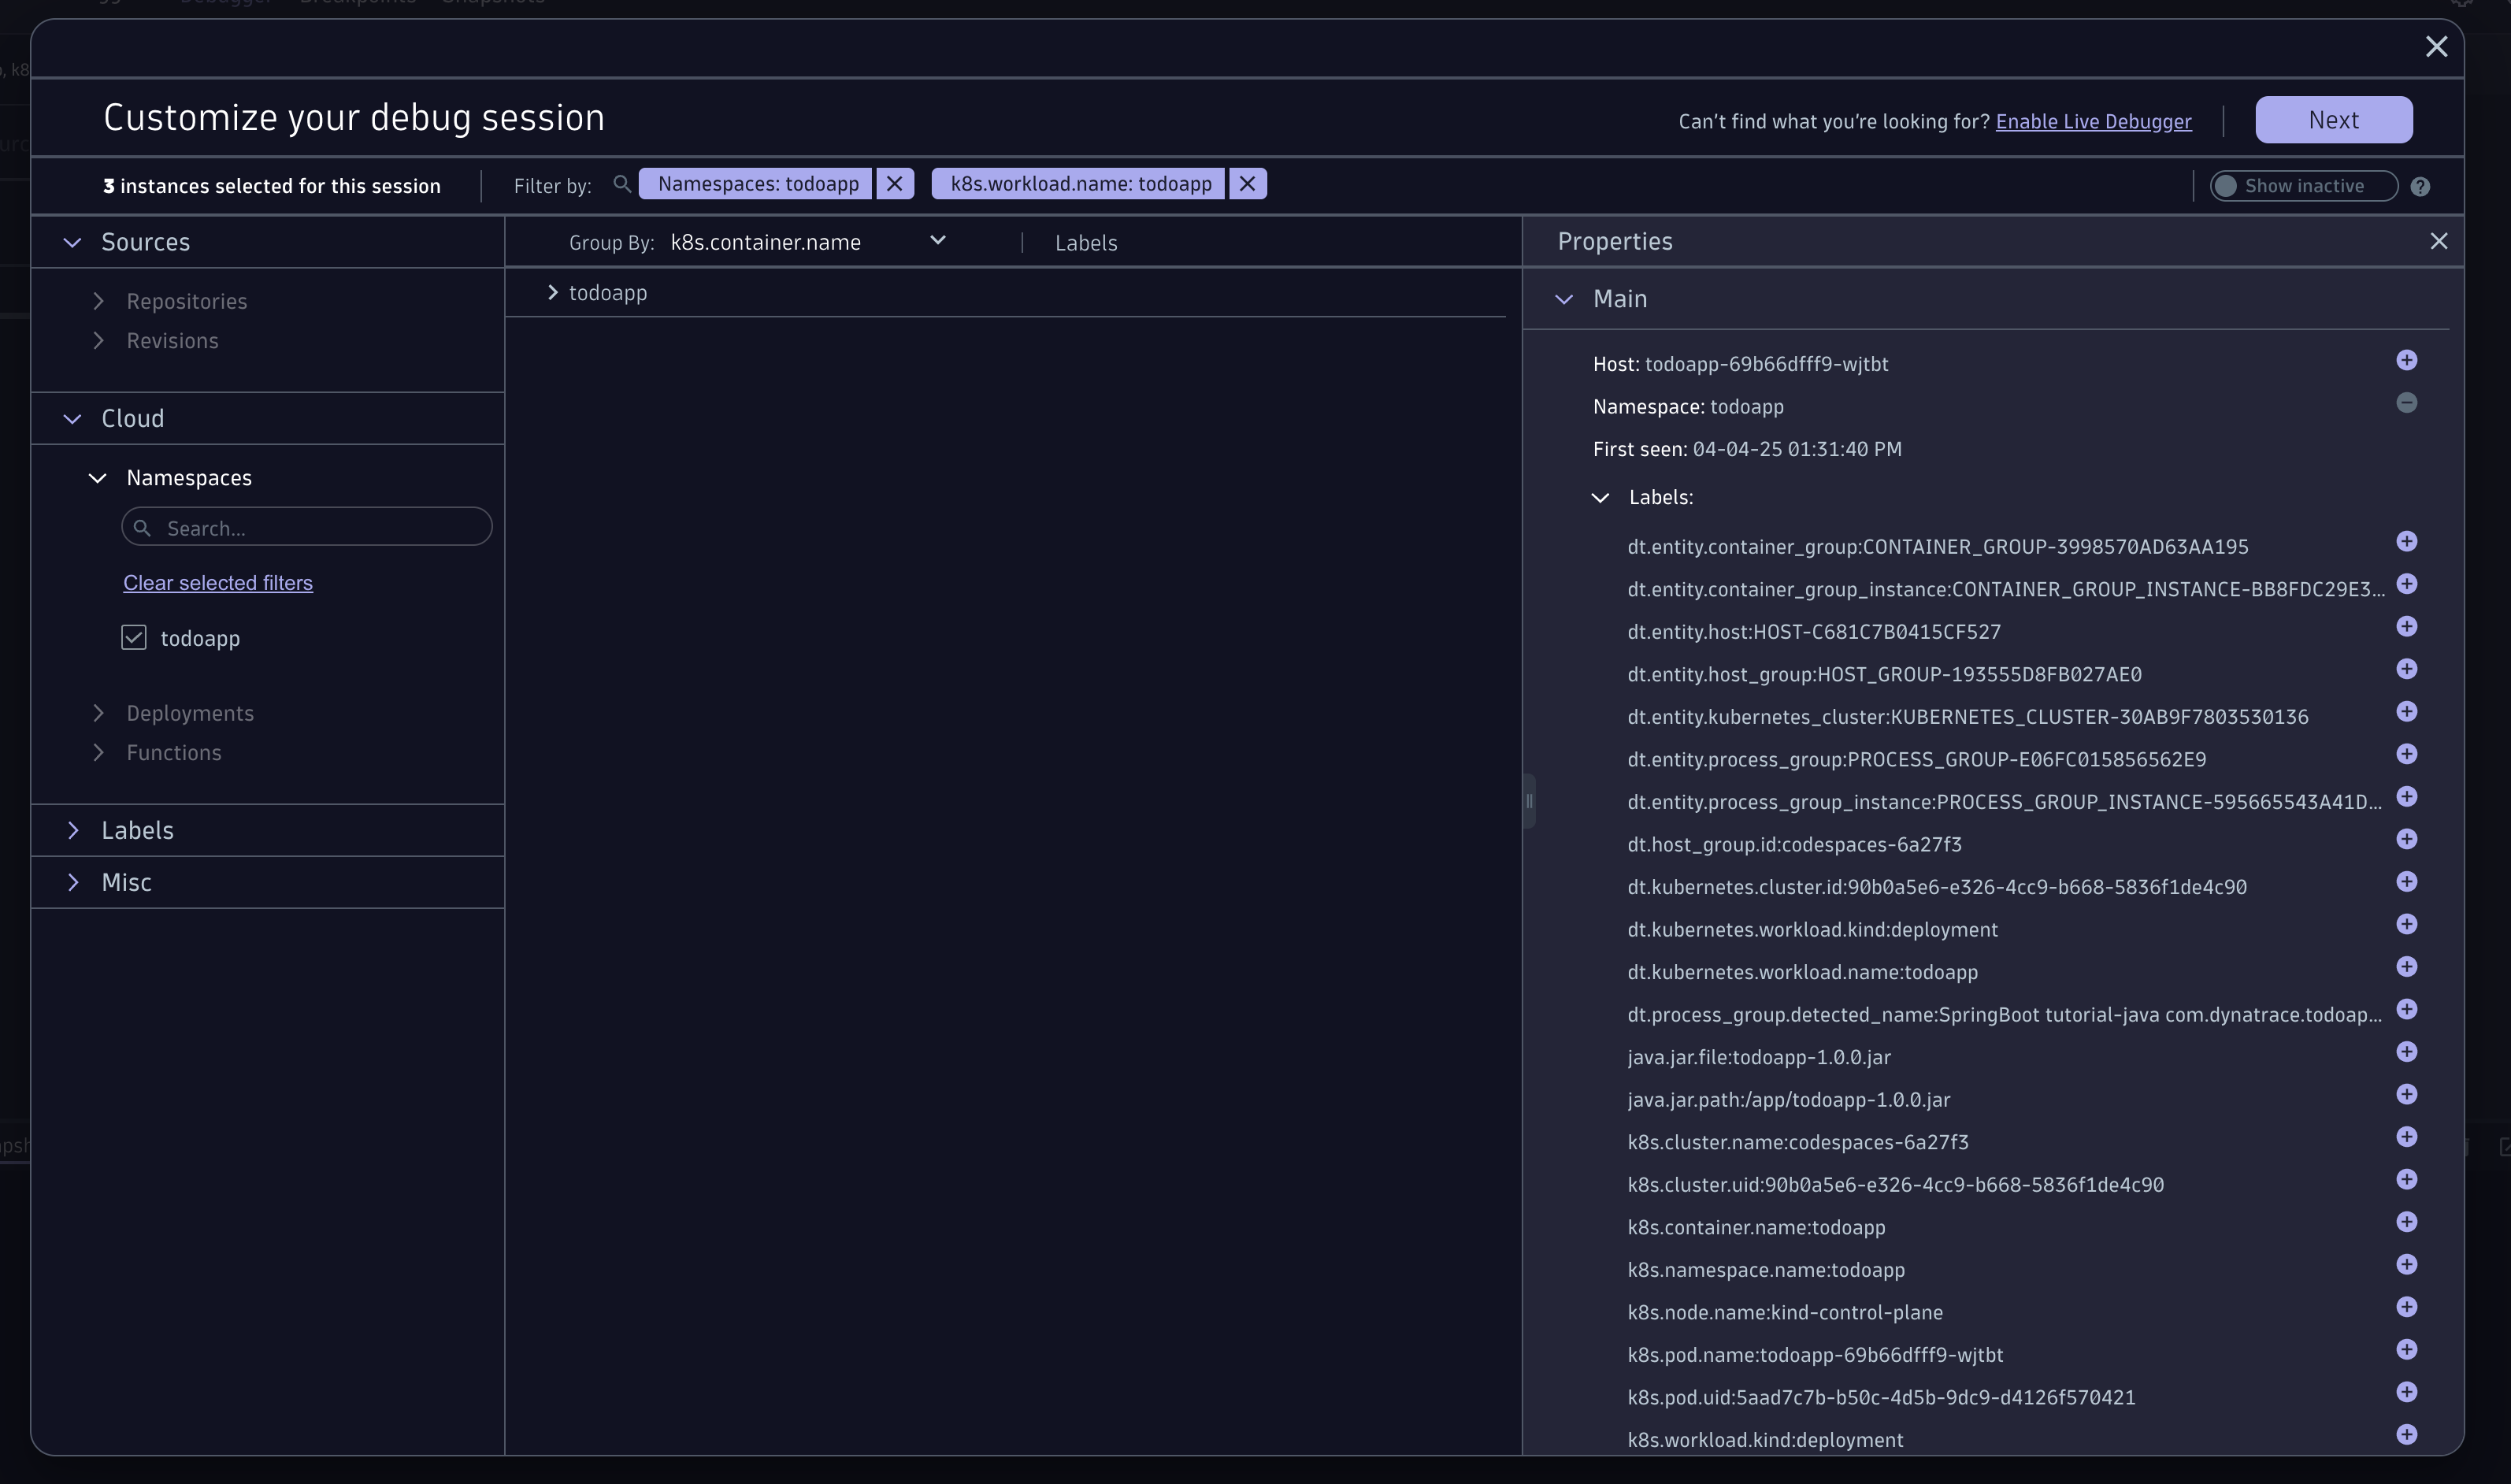 Debugger Breakpoints Snapshots
Customize your debug session
Can't find what you're looking for? Enable Live Debugger
Next
3 instances selected for this session
Filter by:
Namespaces: todoapp
k8s.workload.name: todoapp
Show inactive
Sources
Repositories
Revisions
Cloud
Namespaces
Search...
Clear selected filters
todoapp
Deployments
Functions
Labels
Misc
Group By: k8s.container.name
Labels
todoapp
Properties
Main
Host: todoapp-69b66dfff9-wjtbt
Namespace: todoapp
First seen: 04-04-25 01:31:40 PM
Labels:
dt.entity.container_group:CONTAINER_GROUP-3998570AD63AA195
dt.entity.container_group_instance:CONTAINER_GROUP_INSTANCE-BB8FDC29E3...
dt.entity.host:HOST-C681C7B0415CF527
dt.entity.host_group:HOST_GROUP-193555D8FB027AE0
dt.entity.kubernetes_cluster:KUBERNETES_CLUSTER-30AB9F7803530136
dt.entity.process_group:PROCESS_GROUP-E06FC015856562E9
dt.entity.process_group_instance:PROCESS_GROUP_INSTANCE-595665543A41D...
dt.host_group.id:codespaces-6a27f3
dt.kubernetes.cluster.id:90b0a5e6-e326-4cc9-b668-5836f1de4c90
dt.kubernetes.workload.kind:deployment
dt.kubernetes.workload.name:todoapp
dt.process_group.detected_name:SpringBoot tutorial-java com.dynatrace.todoap...
java.jar.file:todoapp-1.0.0.jar
java.jar.path:/app/todoapp-1.0.0.jar
k8s.cluster.name:codespaces-6a27f3
k8s.cluster.uid:90b0a5e6-e326-4cc9-b668-5836f1de4c90
k8s.container.name:todoapp
k8s.namespace.name:todoapp
k8s.node.name:kind-control-plane
k8s.pod.name:todoapp-69b66dfff9-wjtbt
k8s.pod.uid:5aad7c7b-b50c-4d5b-9dc9-d4126f570421
k8s.workload.kind:deployment